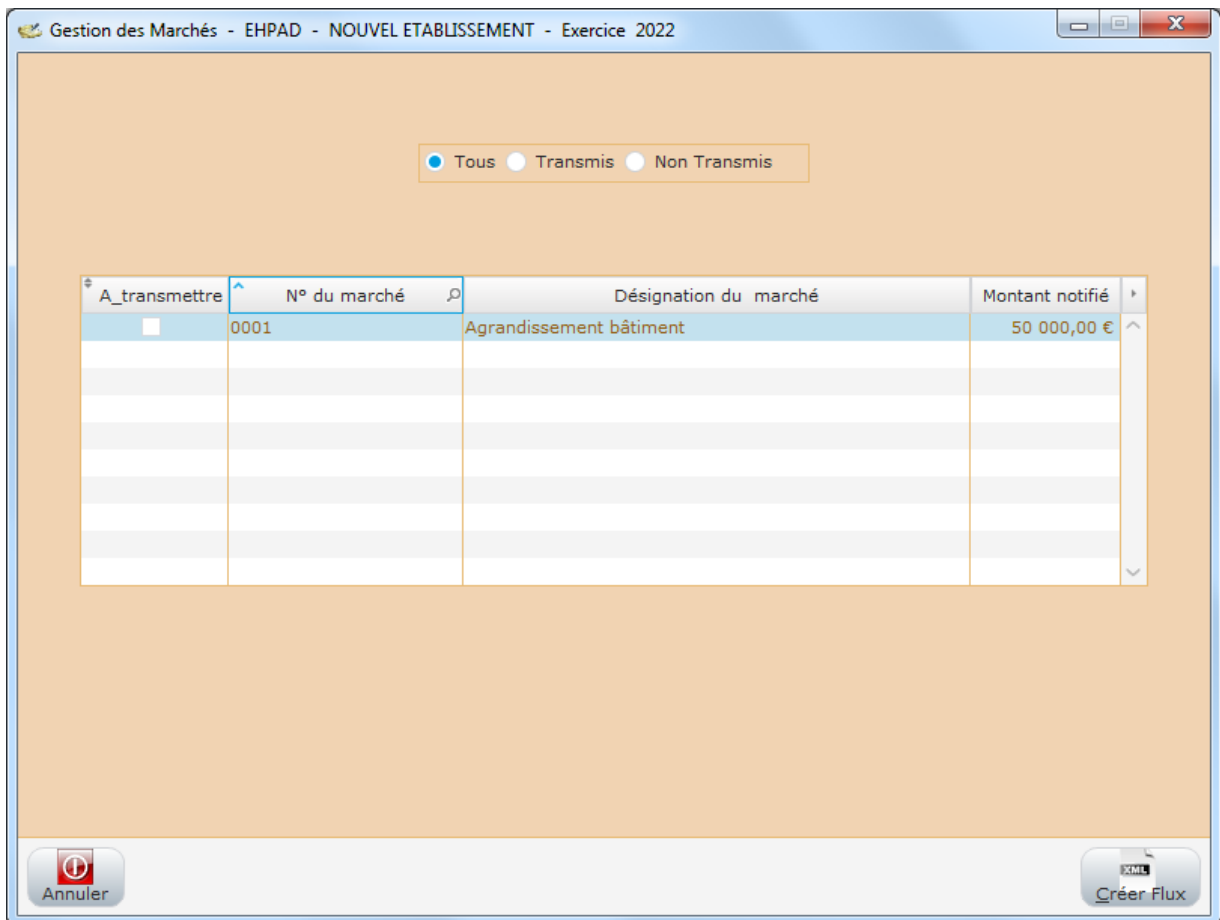 Gestion des Marchés - EHPAD - NOUVEL ETABLISSEMENT - Exercice 2022
Tous Transmis Non Transmis
A_transmettre N° du marché Désignation du marché Montant notifié
0001 Agrandissement bâtiment 50 000,00 €
XML
Annuler Créer Flux